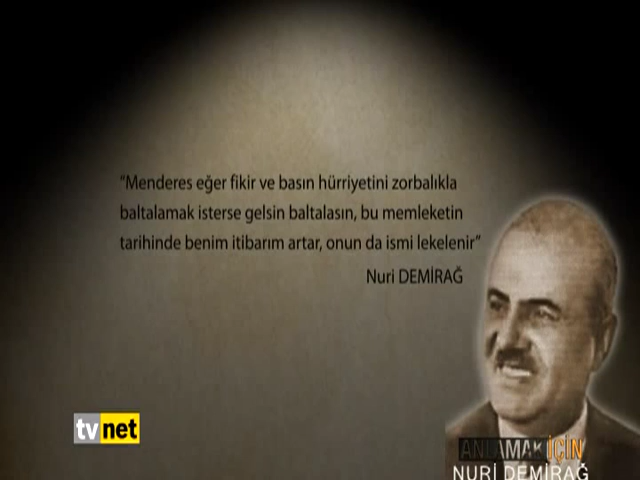 “Menderes eğer fikir ve basın hürriyetini zorbalıkla
baltalamak isterse gelsin baltalasın, bu memleketin
tarihinde benim itibarım artar, onun da ismi lekelenir”
Nuri DEMİRAĞ
tvnet
ANLAMAK İÇİN
NURİ DEMİRAĞ